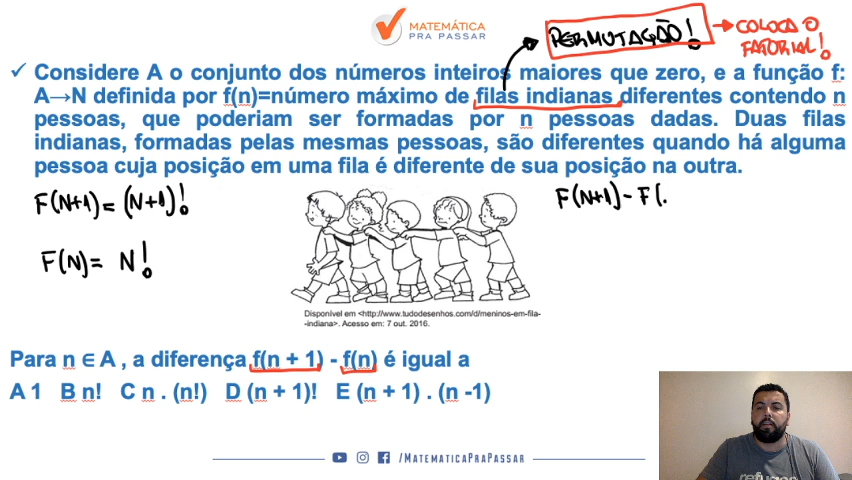 MATEMÁTICA
PRA PASSAR
PERMUTAÇÃO! → COLOCA O
FATORIAL!
✓ Considere A o conjunto dos números inteiros maiores que zero, e a função f:
A→N definida por f(n)=número máximo de filas indianas diferentes contendo n
pessoas, que poderiam ser formadas por n pessoas dadas. Duas filas
indianas, formadas pelas mesmas pessoas, são diferentes quando há alguma
pessoa cuja posição em uma fila é diferente de sua posição na outra.
F(N+1) = (N+1)!
F(N+1) - F(.
F(N) = N!
Disponível em <http://www.tudodesenhos.com/d/meninos-em-fila-
-indiana>. Acesso em: 7 out. 2016.
Para n ∈ A , a diferença f(n + 1) - f(n) é igual a
A 1 B n! C n . (n!) D (n + 1)! E (n + 1) . (n -1)
/MATEMATICAPRAPASSAR